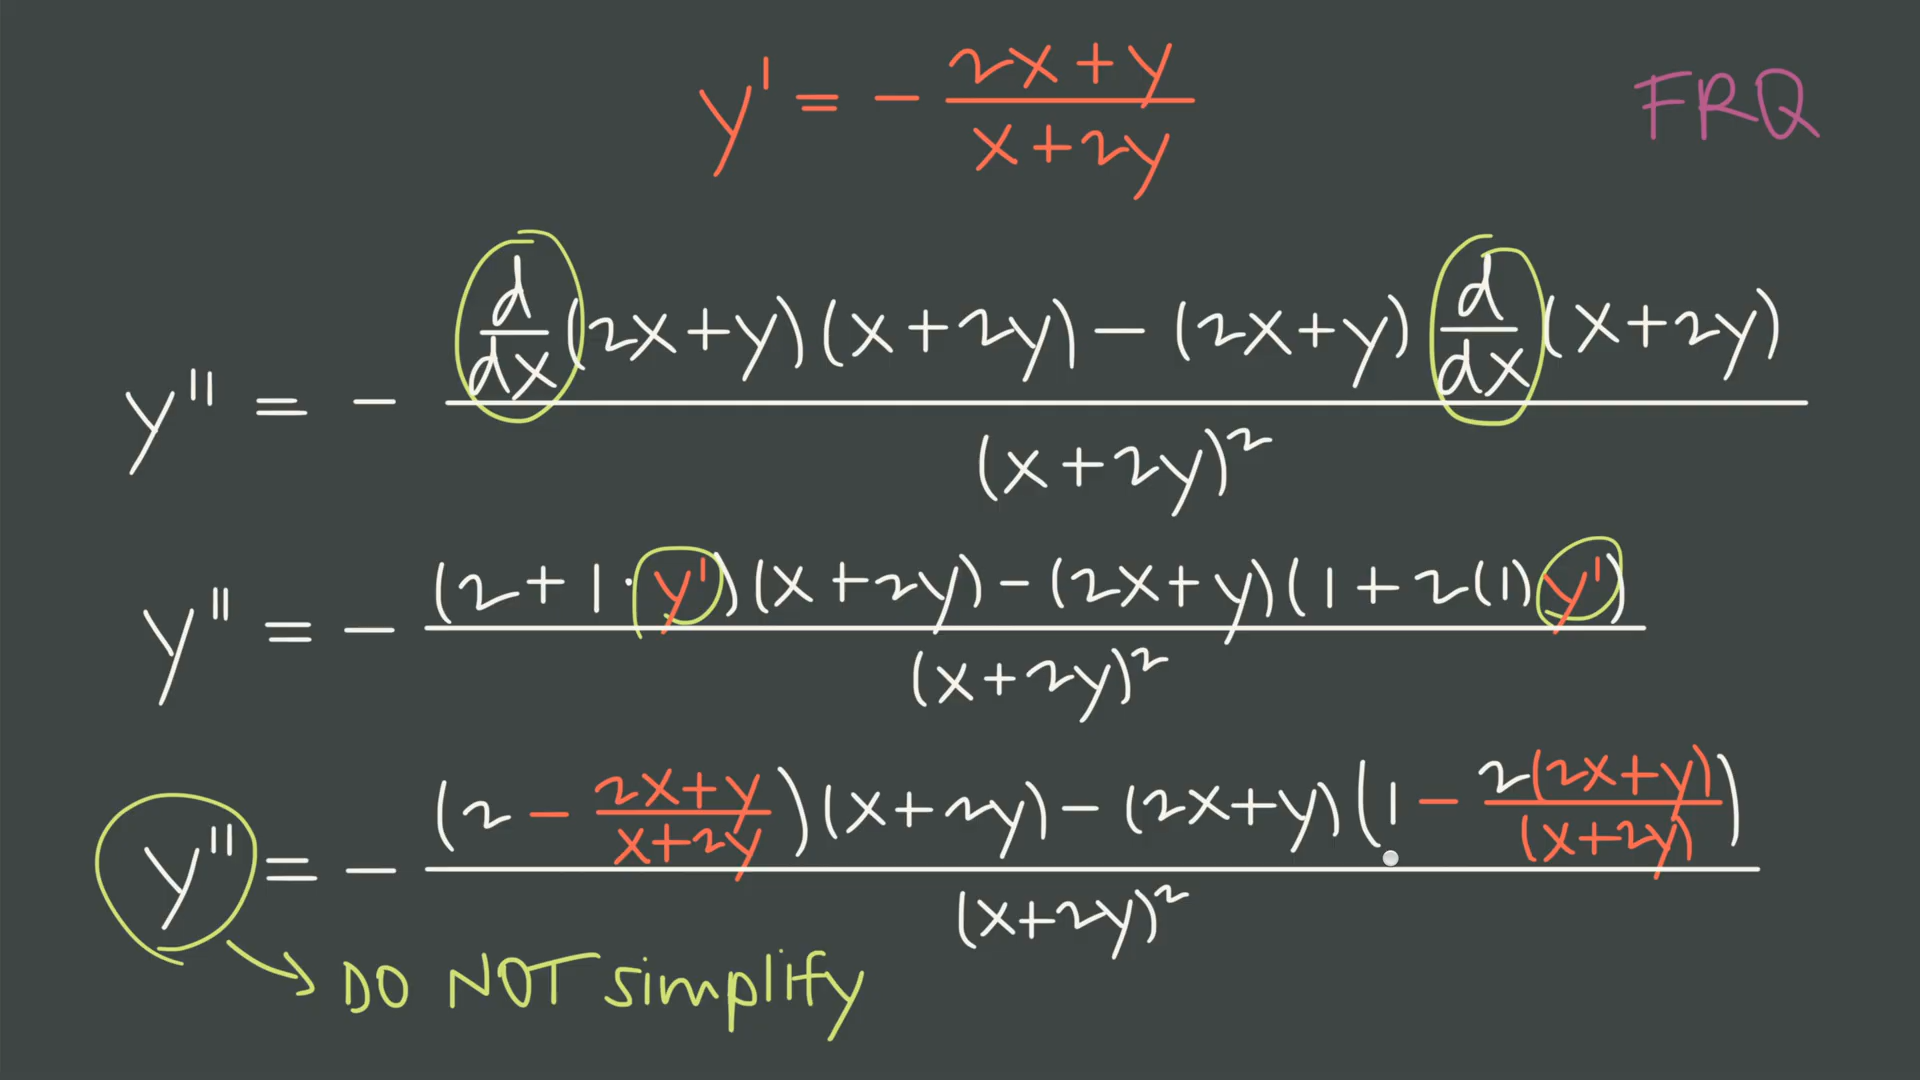 y' = - (2x+y)/(x+2y)
FRQ
y'' = - (d/dx(2x+y)(x+2y) - (2x+y) d/dx(x+2y))/(x+2y)²
y'' = - ((2+1·y')(x+2y) - (2x+y)(1+2(1)y'))/(x+2y)²
y'' = - ((2 - (2x+y)/(x+2y))(x+2y) - (2x+y)(1 - 2(2x+y)/(x+2y)))/(x+2y)²
DO NOT simplify